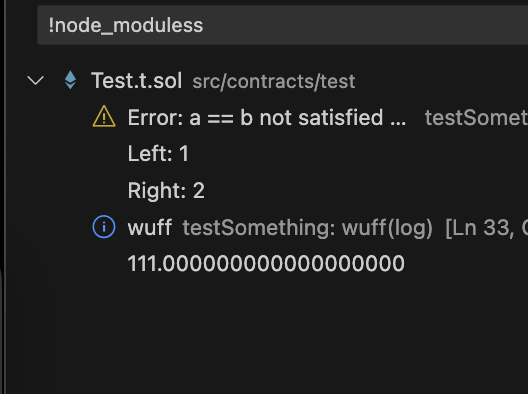 !node_moduless
Test.t.sol src/contracts/test
Error: a == b not satisfied ... testSomet
Left: 1
Right: 2
wuff testSomething: wuff(log) [Ln 33,
111.000000000000000000